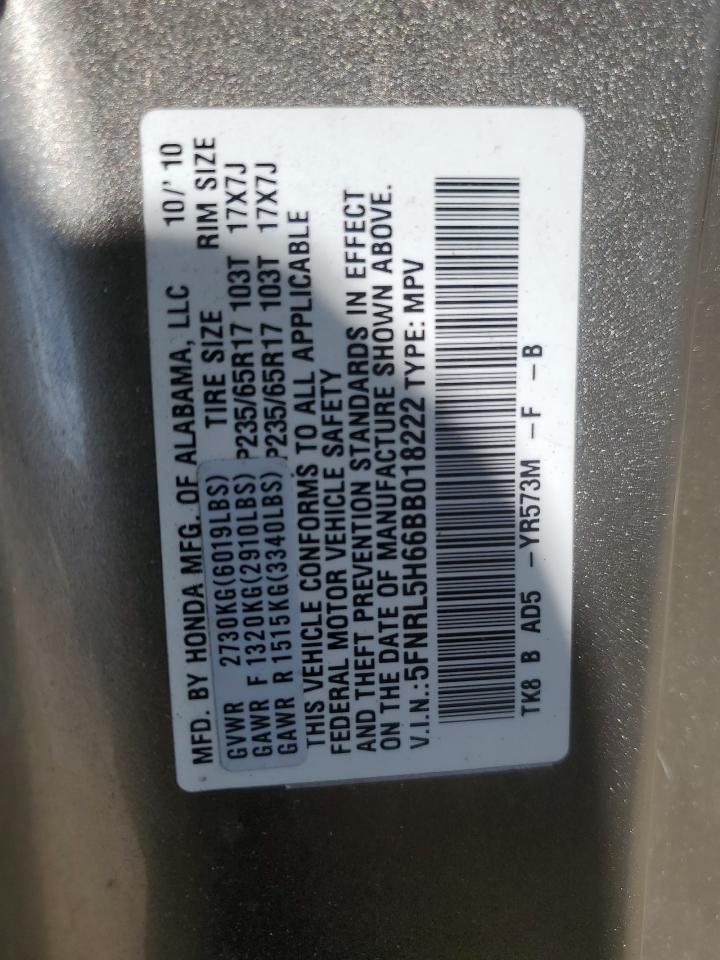 MFD. BY HONDA MFG. OF ALABAMA, LLC 10/'10
GVWR 2730KG(6019LBS) TIRE SIZE RIM SIZE
GAWR F 1320KG(2910LBS) P235/65R17 103T 17X7J
GAWR R 1515KG(3340LBS) P235/65R17 103T 17X7J
THIS VEHICLE CONFORMS TO ALL APPLICABLE
FEDERAL MOTOR VEHICLE SAFETY
AND THEFT PREVENTION STANDARDS IN EFFECT
ON THE DATE OF MANUFACTURE SHOWN ABOVE.
V.I.N.:5FNRL5H66BB018222 TYPE: MPV
TK8 B AD5 -YR573M -F -B